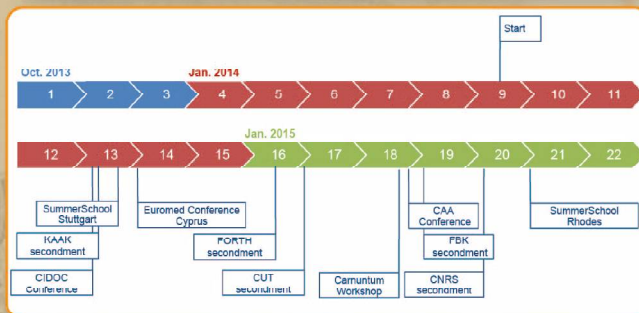 Start
Oct. 2013
Jan. 2014
1 2 3 4 5 6 7 8 9 10 11
Jan. 2015
12 13 14 15 16 17 18 19 20 21 22
SummerSchool
Stuttgart
Euromed Conference
Cyprus
CAA
Conference
SummerSchool
Rhodes
KAAK
secondment
FORTH
secondment
FBK
secondment
CIDOC
Conference
CUT
secondment
Carnuntum
Workshop
CNRS
secondment